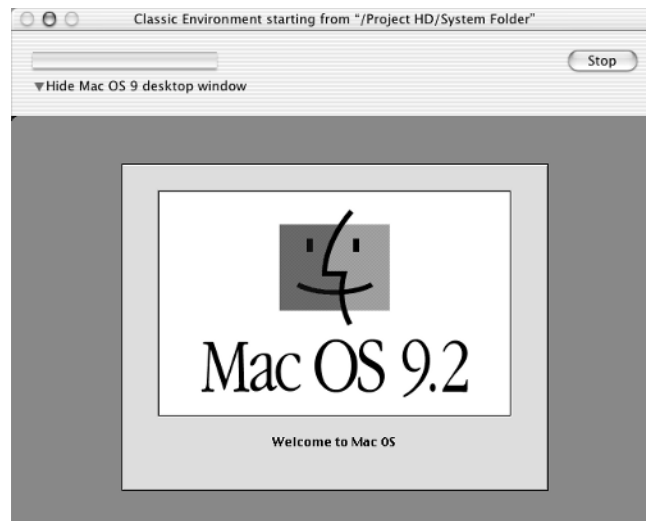 Classic Environment starting from “/Project HD/System Folder”
Stop
▼Hide Mac OS 9 desktop window
Mac OS 9.2
Welcome to Mac OS